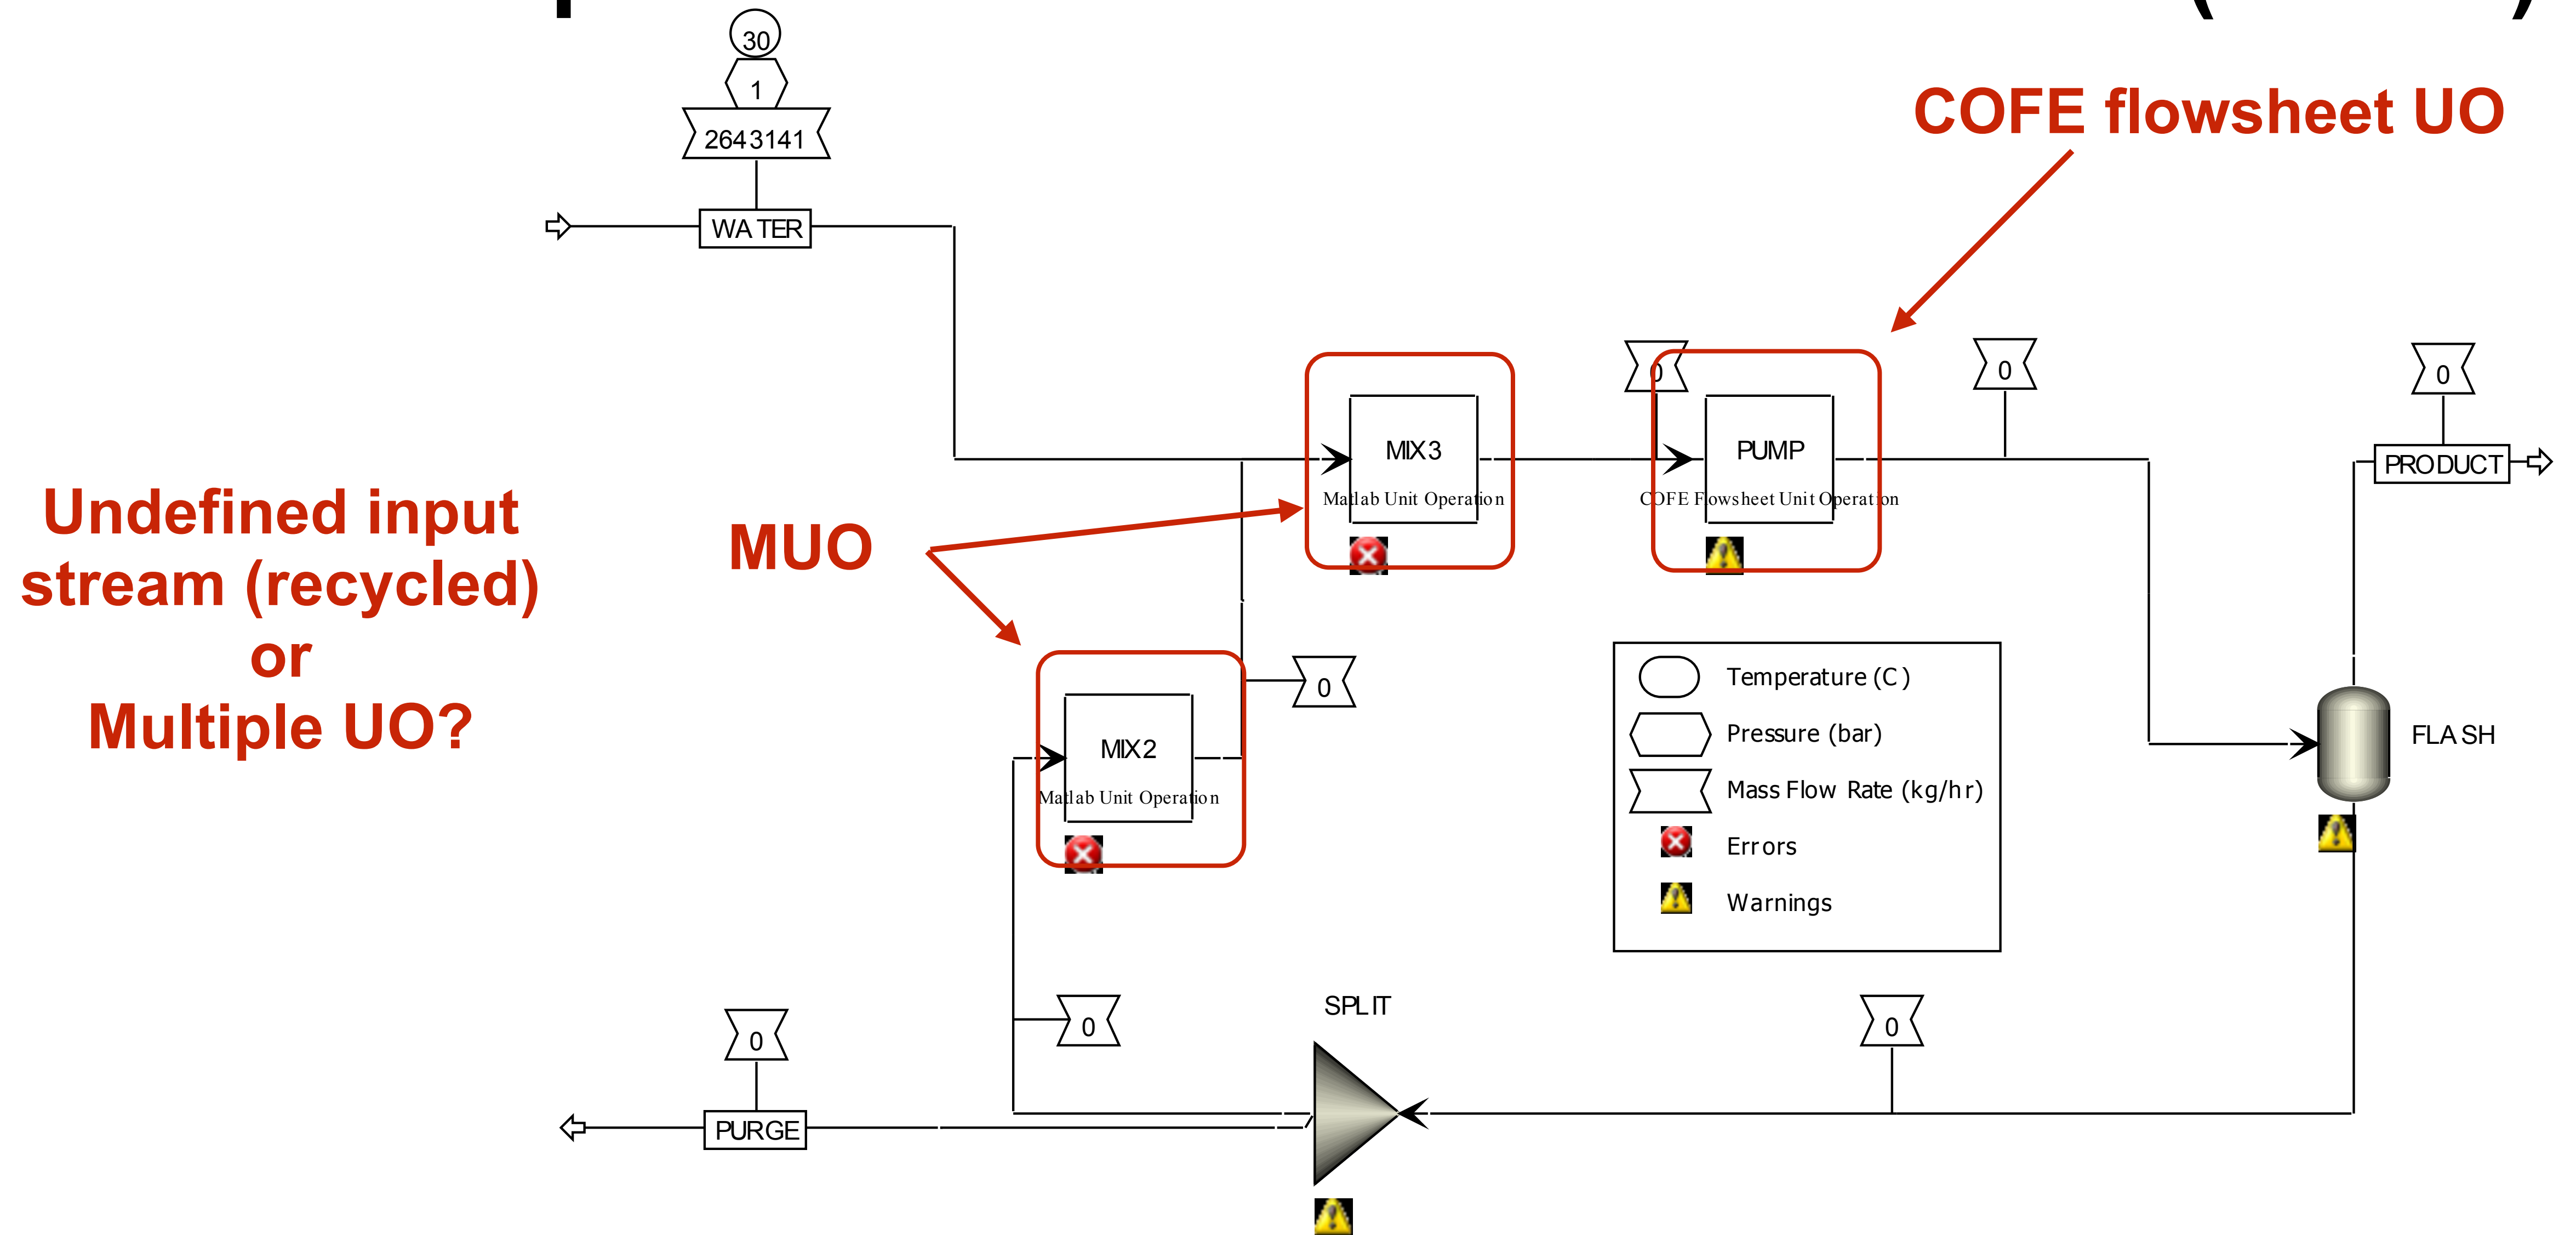 30
1
2643141
COFE flowsheet UO
WATER
0
0
0
MIX3
PUMP
PRODUCT
Matlab Unit Operation
COFE Flowsheet Unit Operation
Undefined input
stream (recycled)
or
Multiple UO?
MUO
0
MIX2
Matlab Unit Operation
Temperature (C)
Pressure (bar)
Mass Flow Rate (kg/hr)
Errors
Warnings
FLASH
SPLIT
0
0
0
PURGE